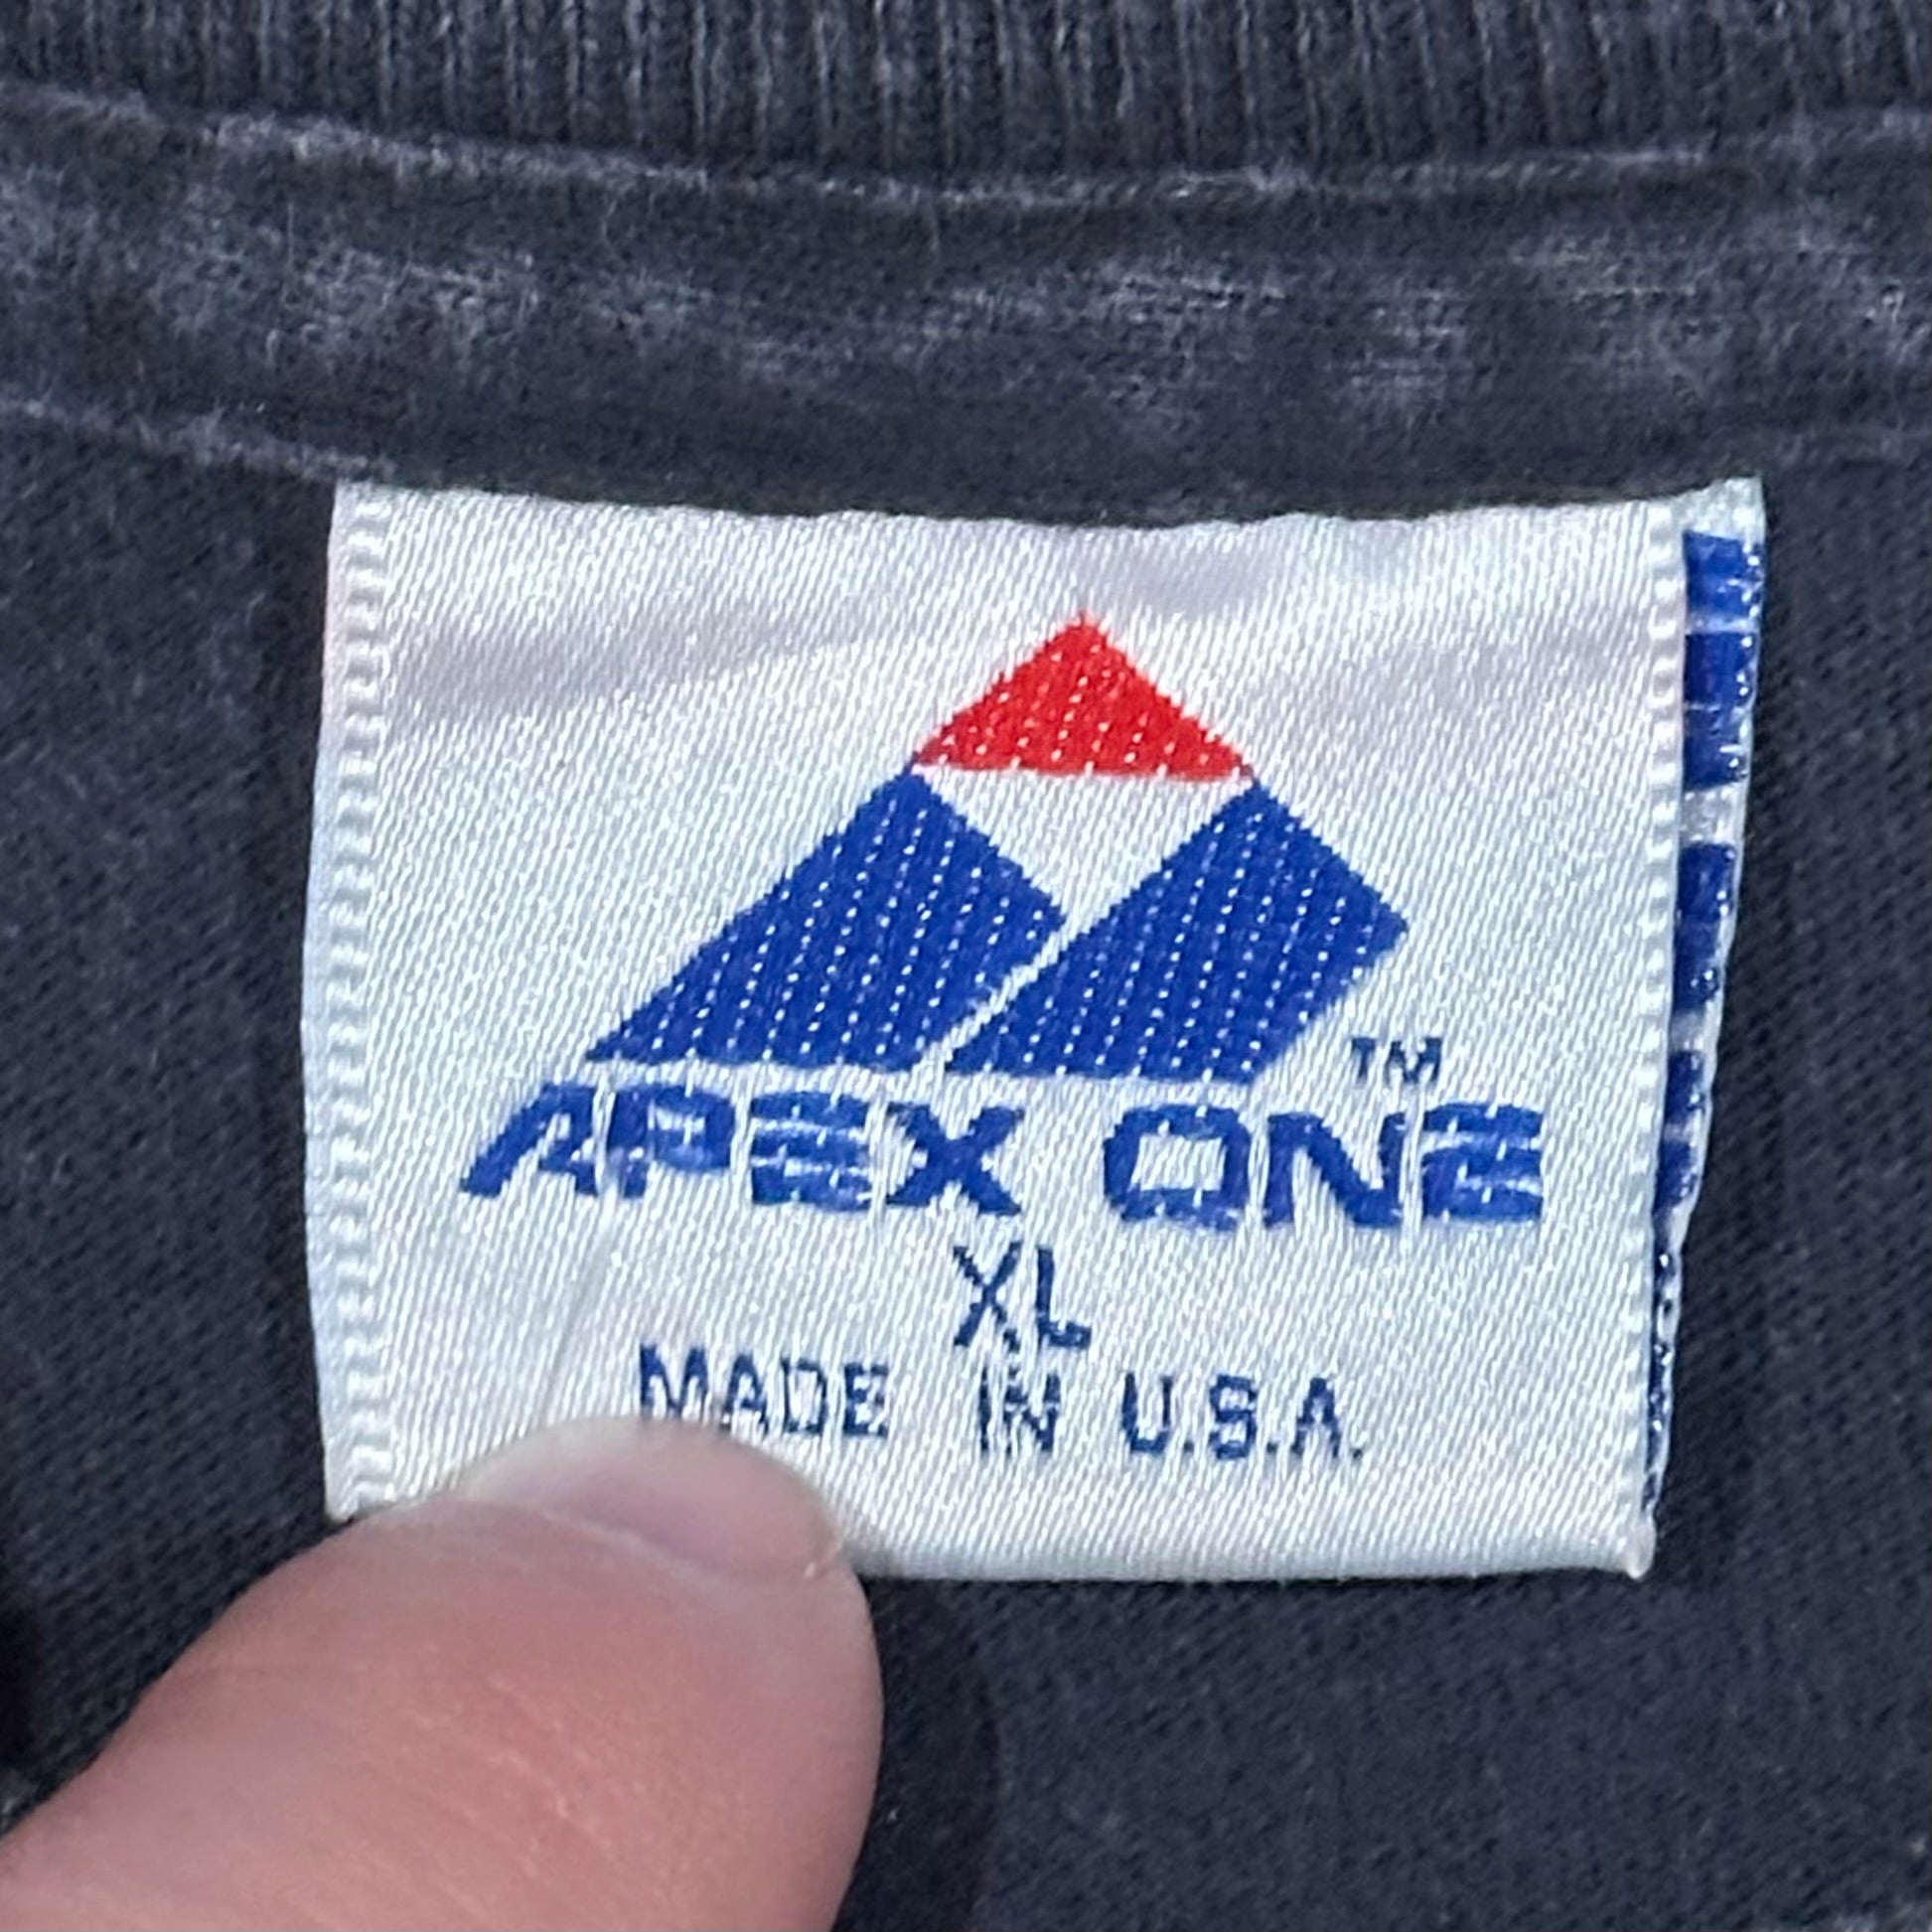 ™
APEX ONE
XL
MADE IN U.S.A.